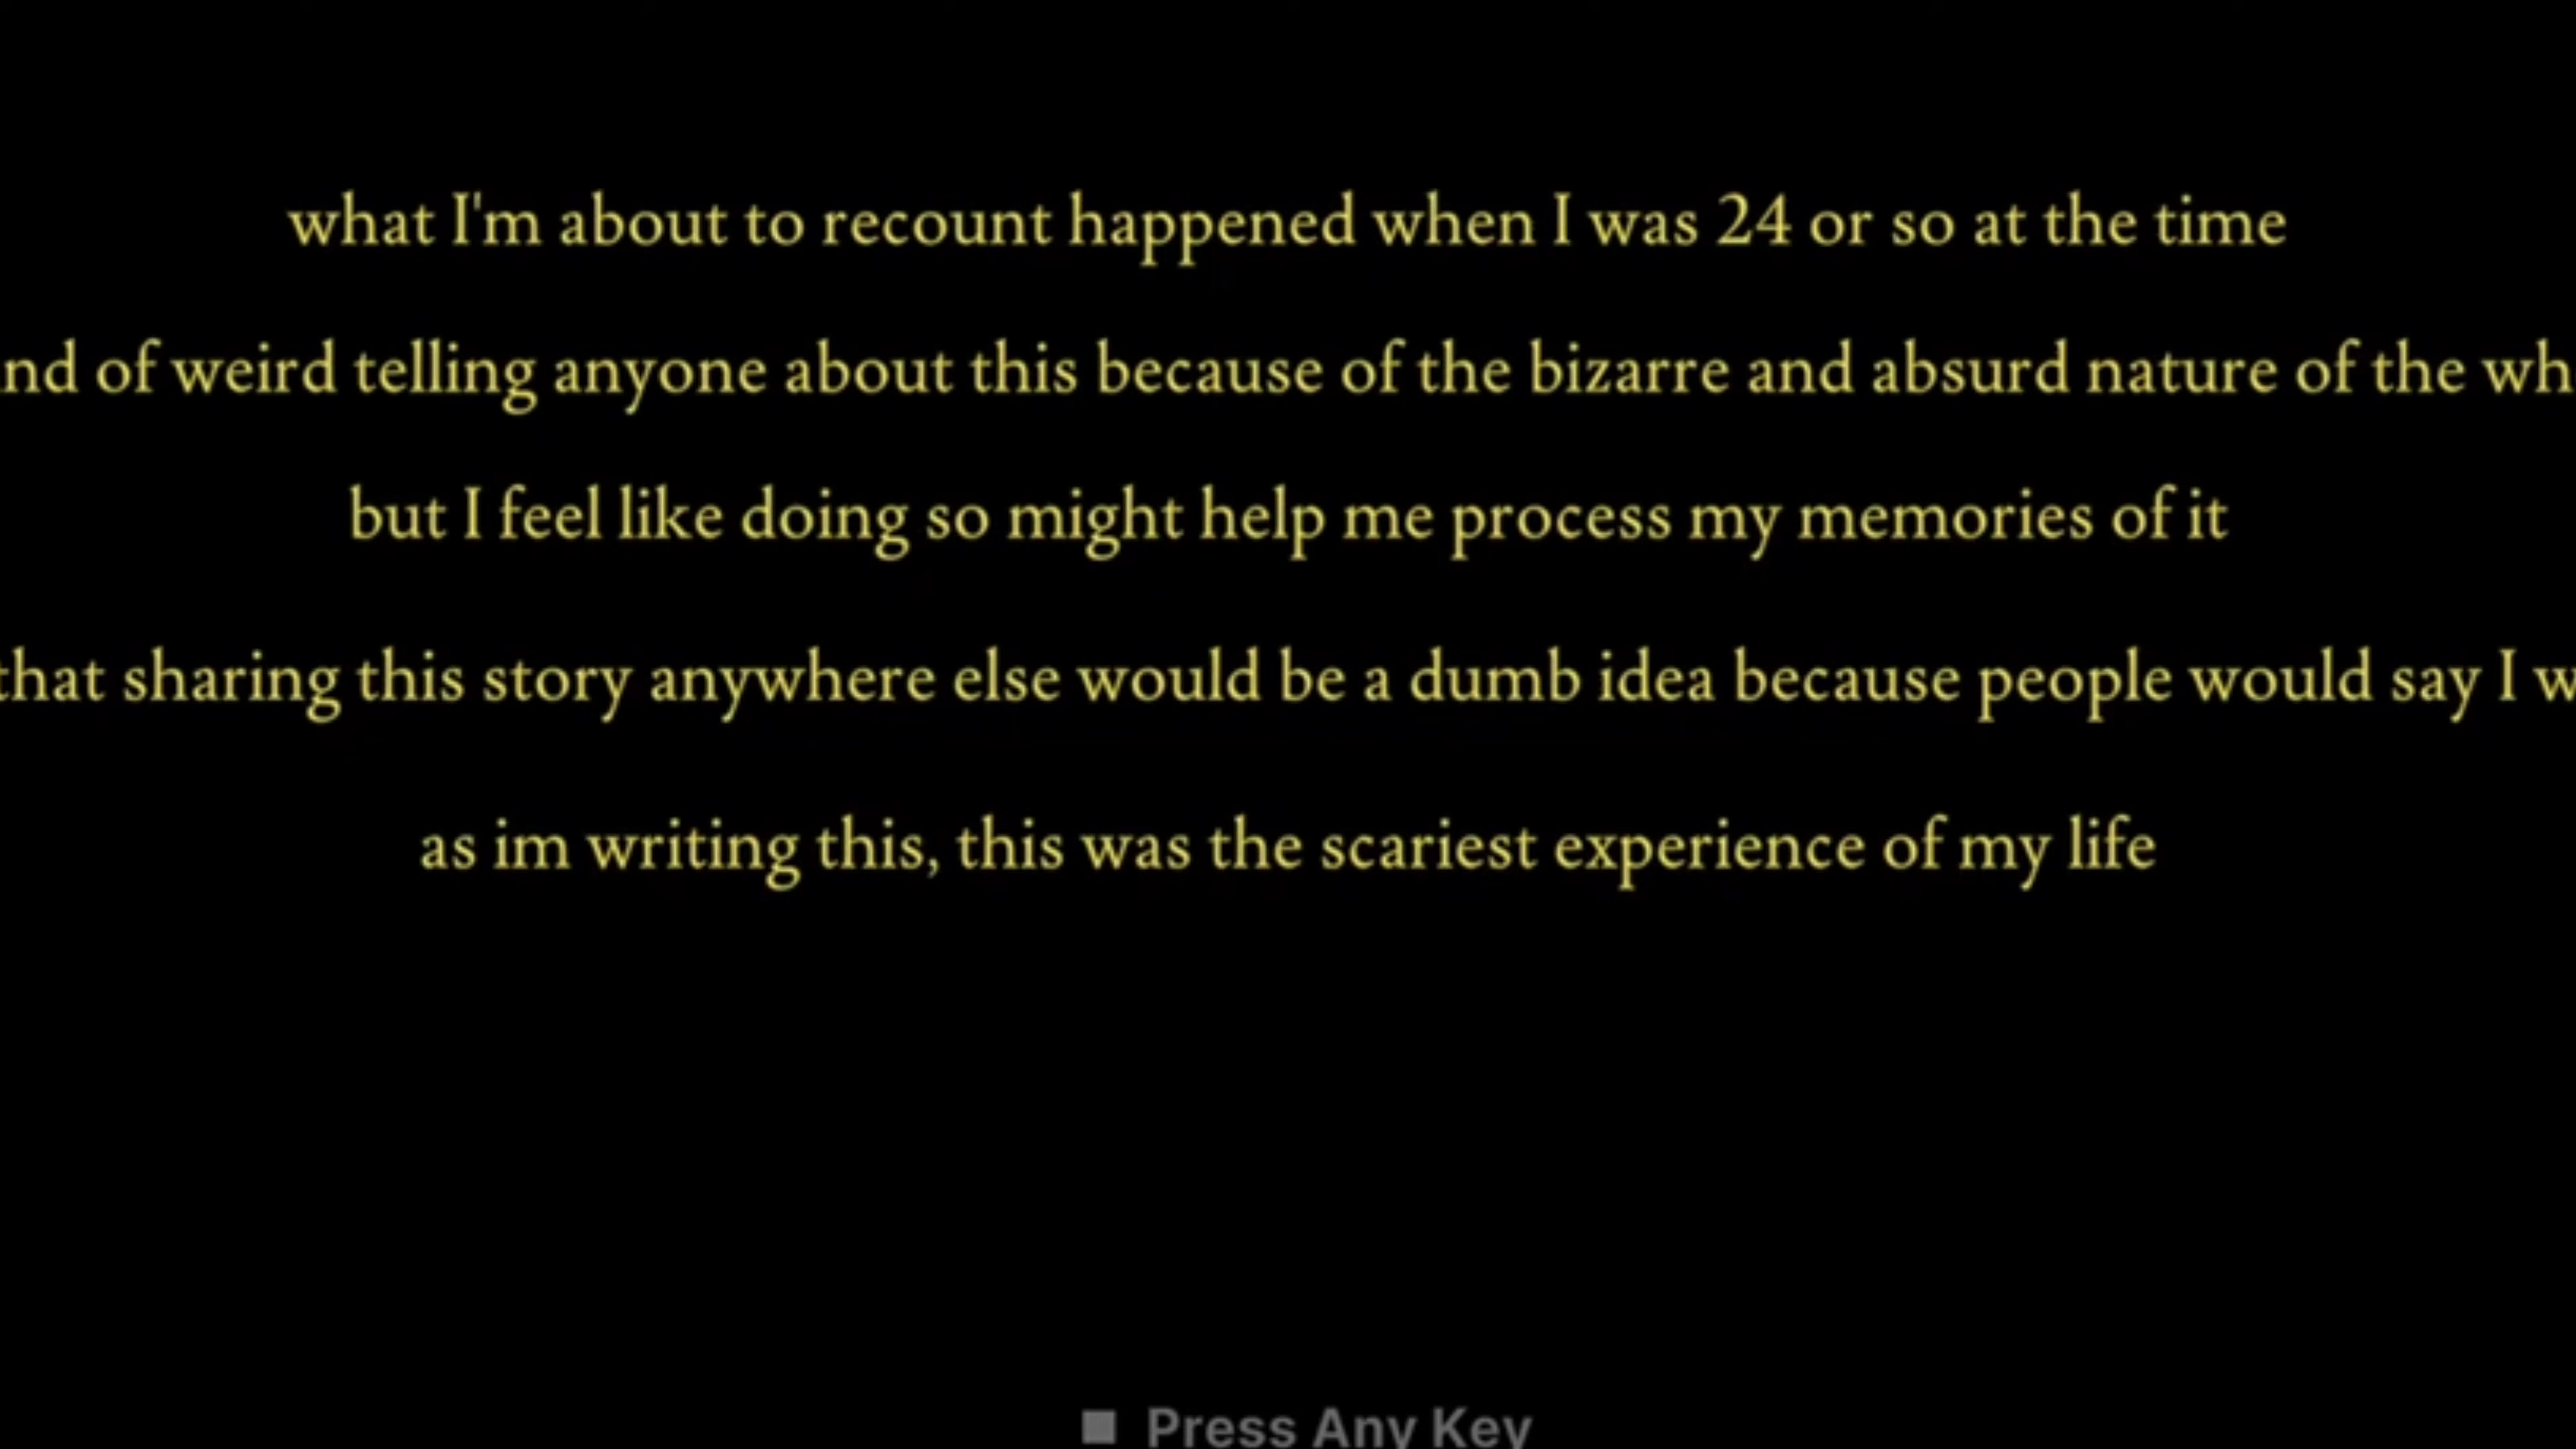 what I'm about to recount happened when I was 24 or so at the time
nd of weird telling anyone about this because of the bizarre and absurd nature of the wh
but I feel like doing so might help me process my memories of it
that sharing this story anywhere else would be a dumb idea because people would say I w
as im writing this, this was the scariest experience of my life
Press Any Key